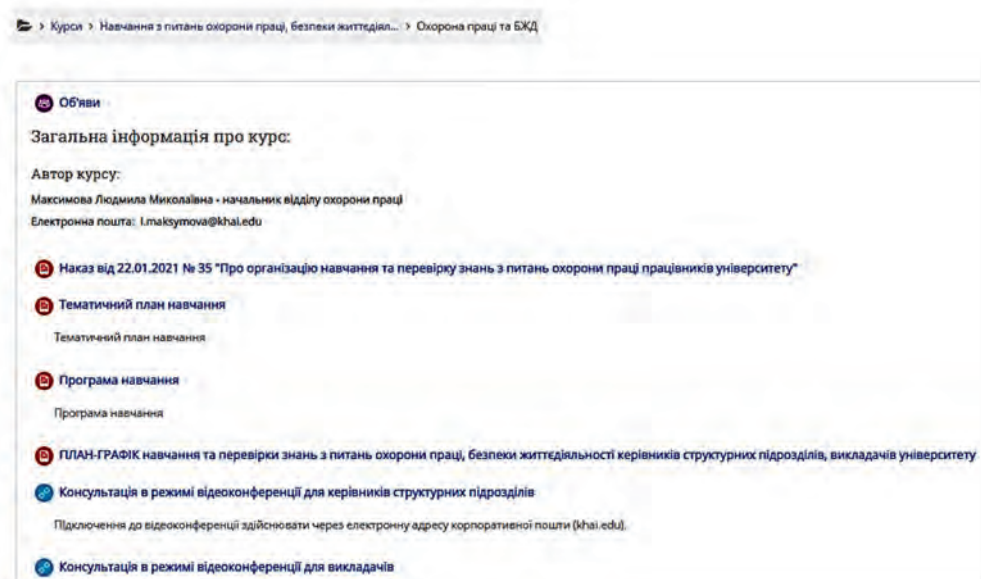 > Курси > Навчання з питань охорони праці, безпеки життєдіял... > Охорона праці та БЖД
Об'яви
Загальна інформація про курс:
Автор курсу:
Максимова Людмила Миколаївна - начальник відділу охорони праці
Електронна пошта: l.maksymova@khai.edu
Наказ від 22.01.2021 № 35 "Про організацію навчання та перевірку знань з питань охорони праці працівників університету"
Тематичний план навчання
Тематичний план навчання
Програма навчання
Програма навчання
ПЛАН-ГРАФІК навчання та перевірки знань з питань охорони праці, безпеки життєдіяльності керівників структурних підрозділів, викладачів університету
Консультація в режимі відеоконференції для керівників структурних підрозділів
Підключення до відеоконференції здійснювати через електронну адресу корпоративної пошти (khai.edu).
Консультація в режимі відеоконференції для викладачів